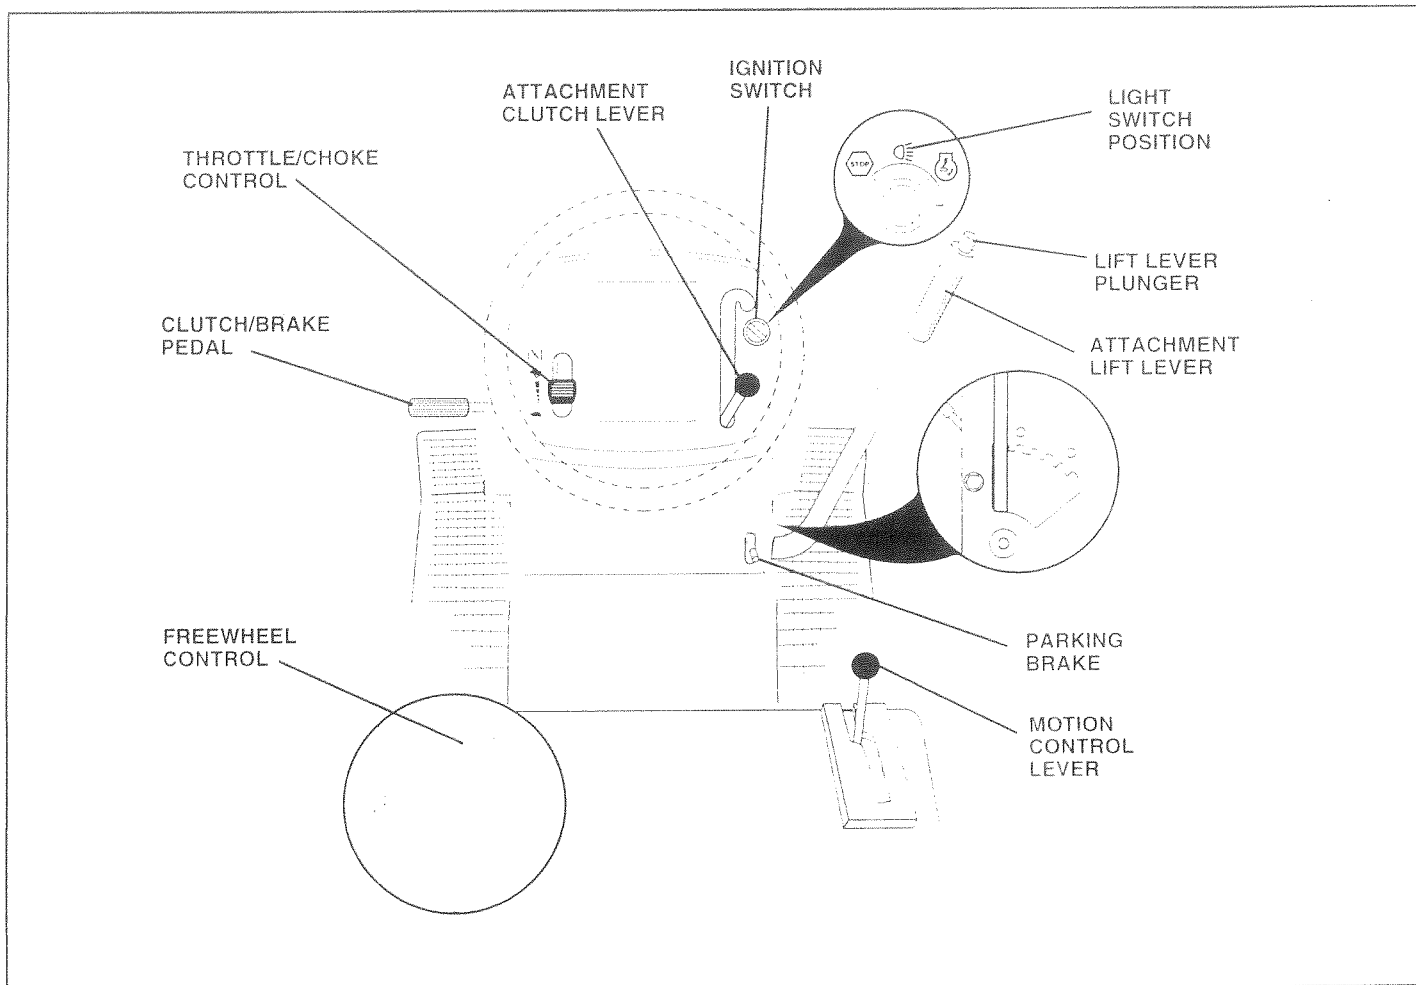 IGNITION
SWITCH
ATTACHMENT
CLUTCH LEVER
LIGHT
SWITCH
POSITION
STOP
THROTTLE/CHOKE
CONTROL
LIFT LEVER
PLUNGER
CLUTCH/BRAKE
PEDAL
ATTACHMENT
LIFT LEVER
FREEWHEEL
CONTROL
PARKING
BRAKE
MOTION
CONTROL
LEVER